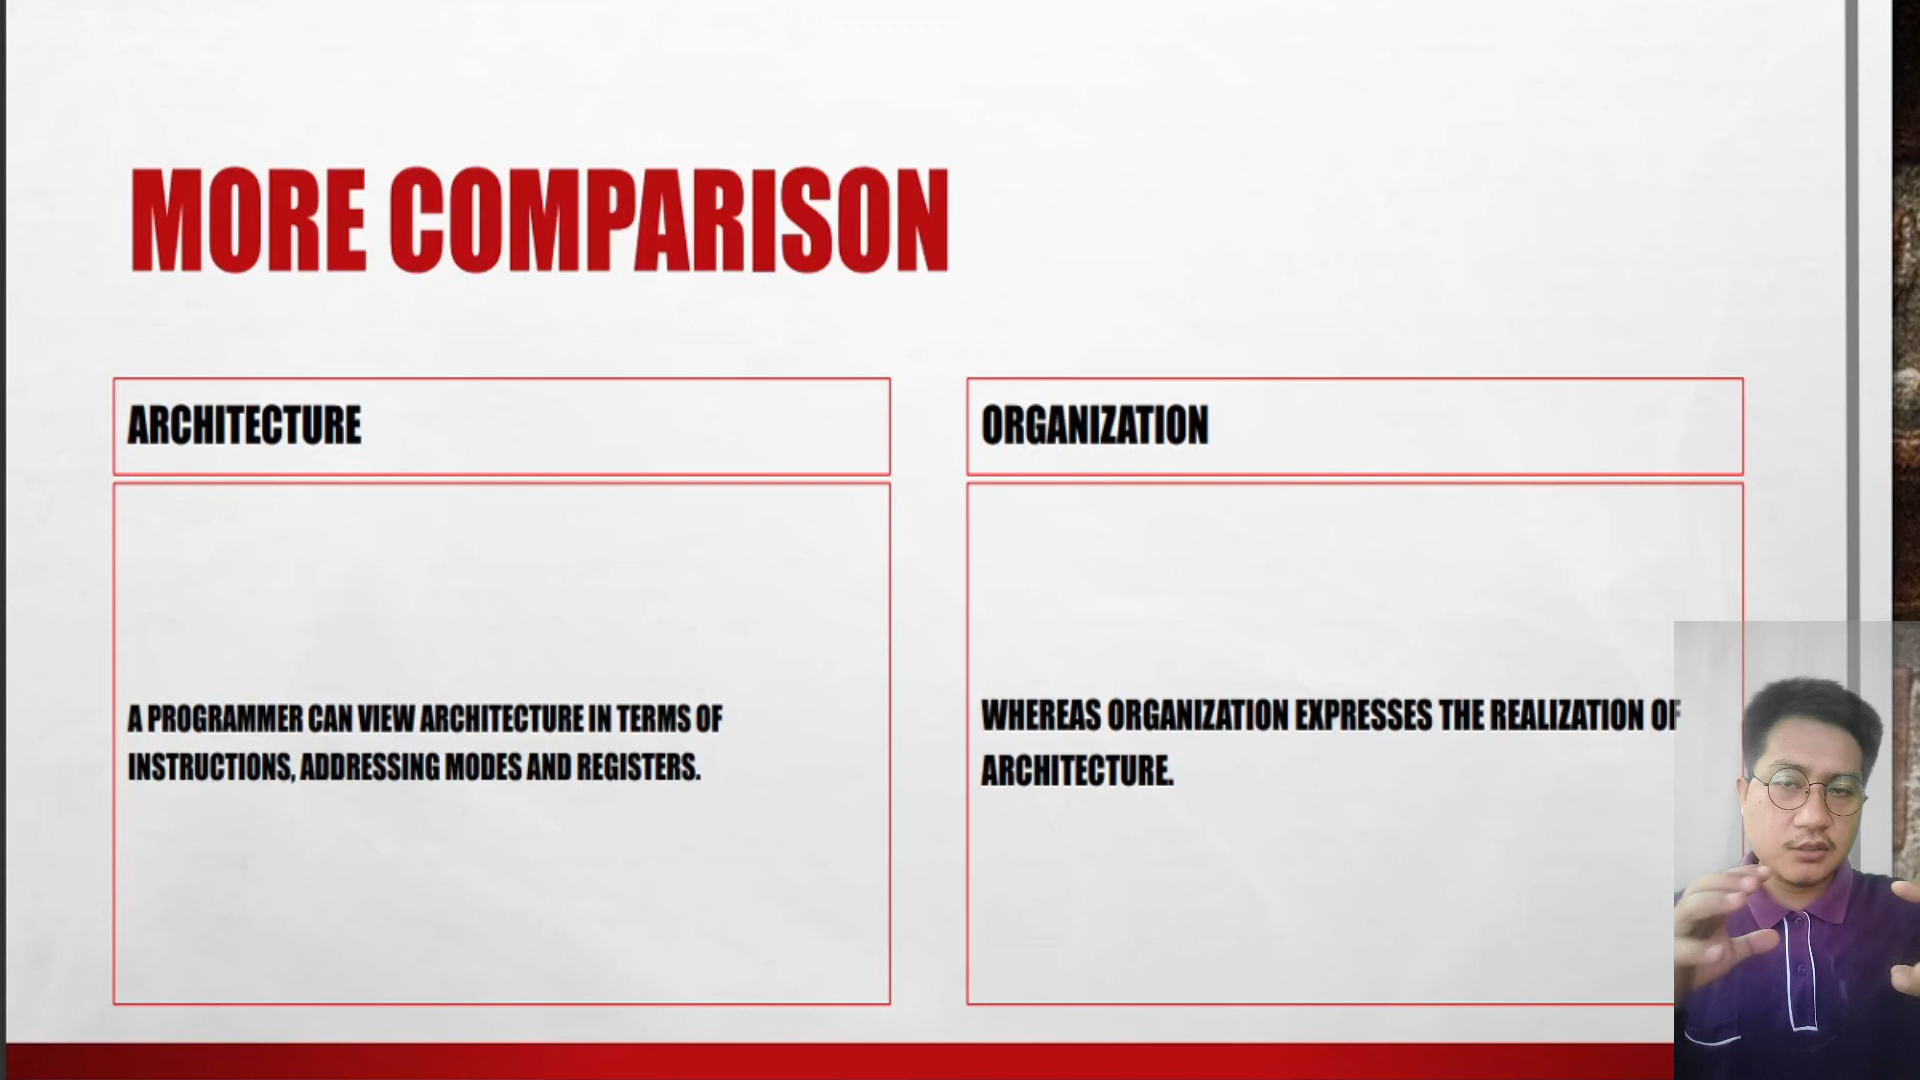 MORE COMPARISON
ARCHITECTURE
A PROGRAMMER CAN VIEW ARCHITECTURE IN TERMS OF
INSTRUCTIONS, ADDRESSING MODES AND REGISTERS.
ORGANIZATION
WHEREAS ORGANIZATION EXPRESSES THE REALIZATION OF
ARCHITECTURE.